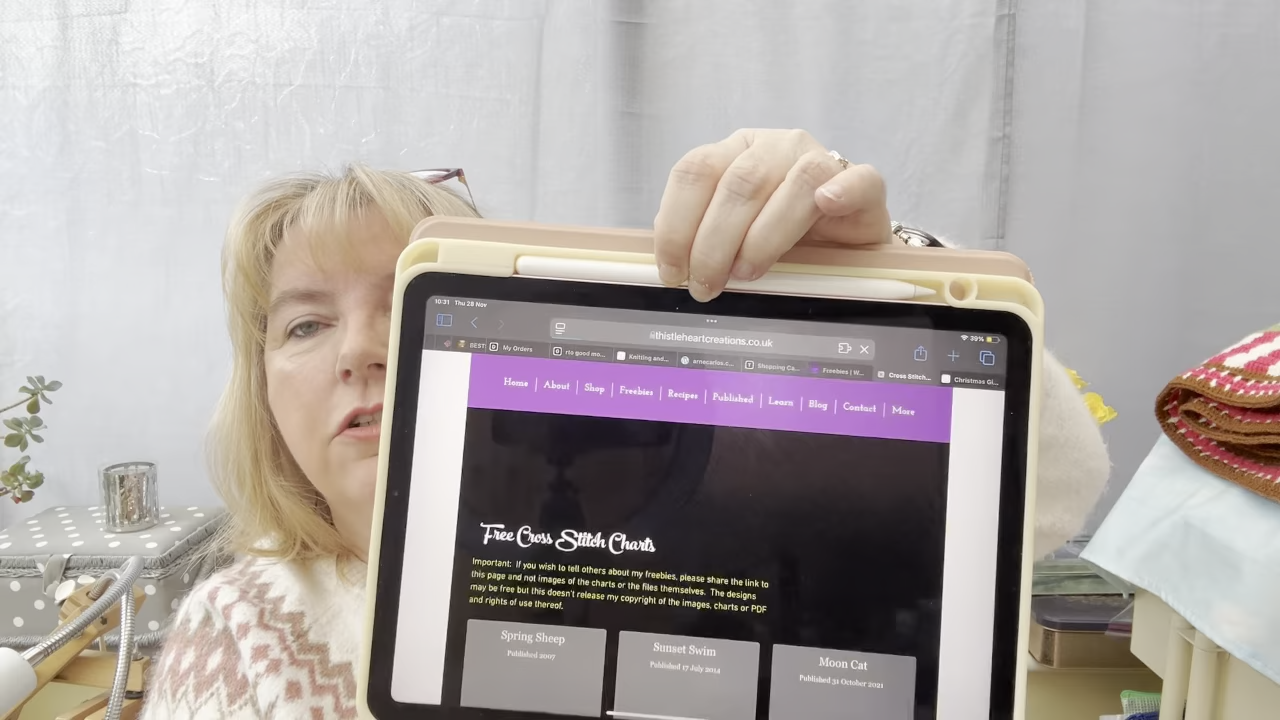 10:31 Thu 28 Nov
39%
thistleheartcreations.co.uk
BEST
My Orders
rio good mo...
Knitting and...
arnecarlos.c...
Shopping Ca...
Freebies | W...
Cross Stitch...
Christmas Gi...
Home About Shop Freebies Recipes Published Learn Blog Contact More
Free Cross Stitch Charts
Important: If you wish to tell others about my freebies, please share the link to
this page and not images of the charts or the files themselves. The designs
may be free but this doesn't release my copyright of the images, charts or PDF
and rights of use thereof.
Spring Sheep
Published 2007
Sunset Swim
Published 17 July 2014
Moon Cat
Published 31 October 2021